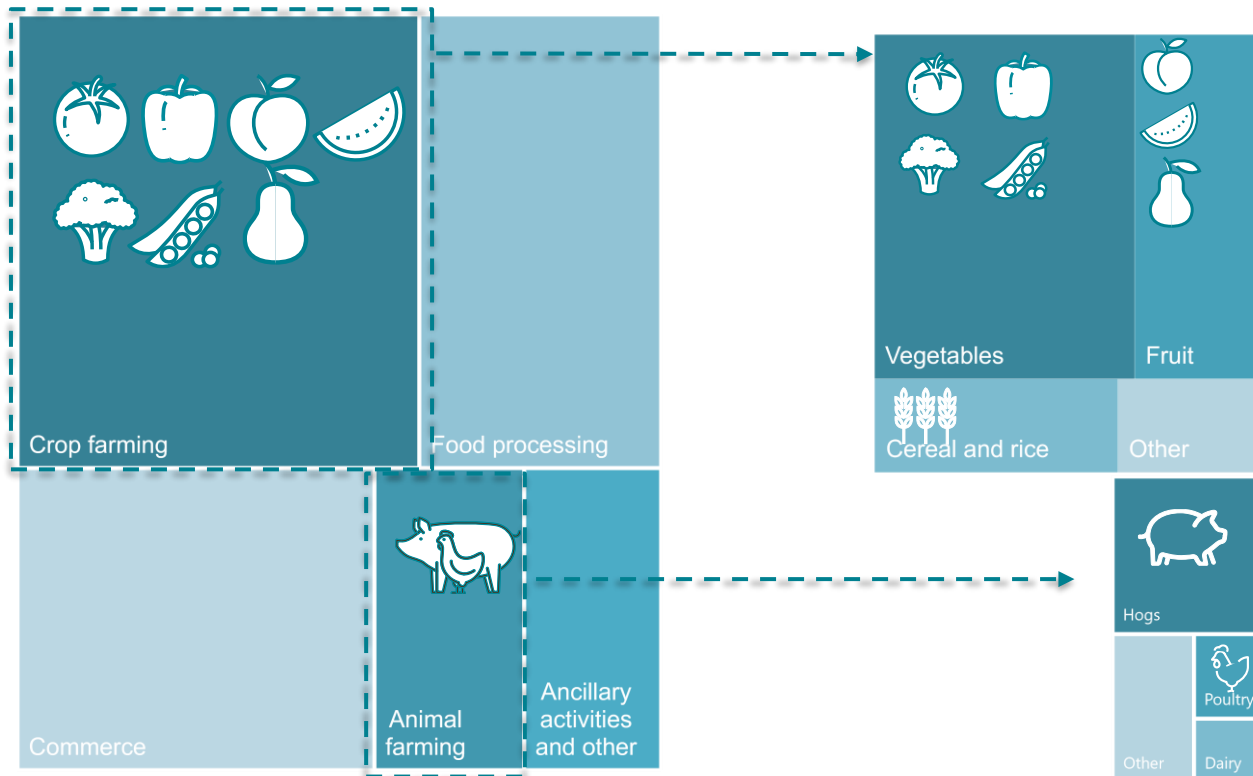 Crop farming
Food processing
Commerce
Animal
farming
Ancillary
activities
and other
Vegetables
Fruit
Cereal and rice
Other
Hogs
Other
Poultry
Dairy